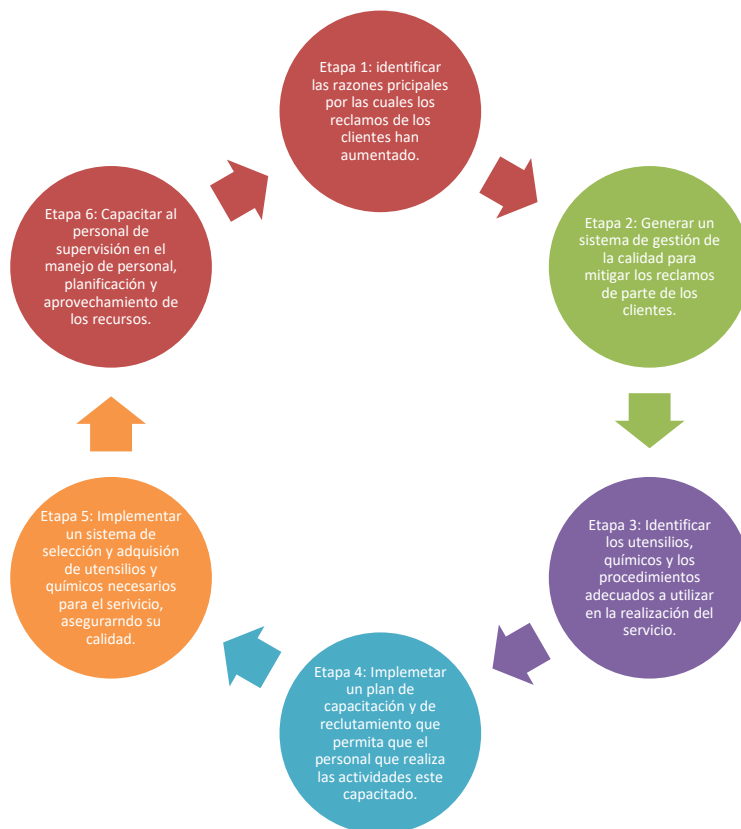 Etapa 1: identificar
las razones pricipales
por las cuales los
reclamos de los
clientes han
aumentado.
Etapa 2: Generar un
sistema de gestión de
la calidad para
mitigar los reclamos
de parte de los
clientes.
Etapa 3: Identificar
los utensilios,
químicos y los
procedimientos
adecuados a utilizar
en la realización del
servicio.
Etapa 4: Implemetar
un plan de
capacitación y de
reclutamiento que
permita que el
personal que realiza
las actividades este
capacitado.
Etapa 5: Implementar
un sistema de
selección y adquisición
de utensilios y
químicos necesarios
para el serivicio,
asegurarndo su
calidad.
Etapa 6: Capacitar al
personal de
supervisión en el
manejo de personal,
planificación y
aprovechamiento de
los recursos.